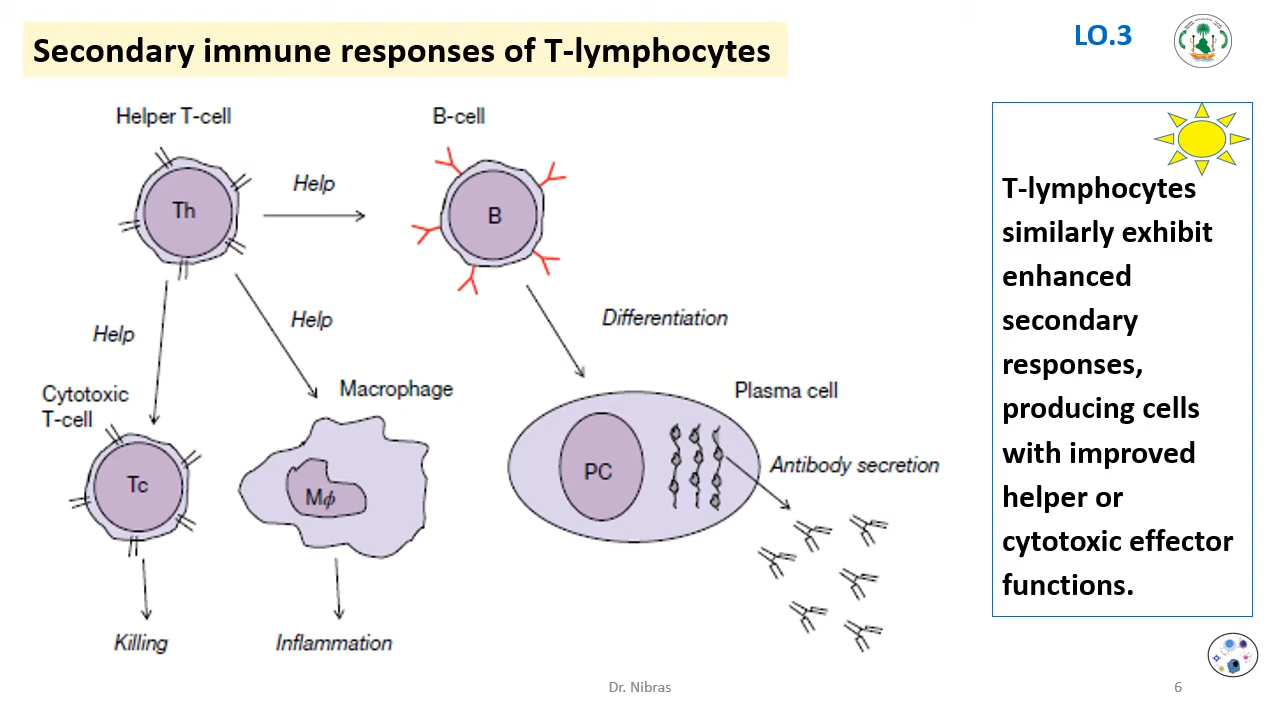 Secondary immune responses of T-lymphocytes
LO.3
Helper T-cell
B-cell
Th
Help
B
Help
Help
Differentiation
Cytotoxic
T-cell
Macrophage
Plasma cell
Tc
Mϕ
PC
Antibody secretion
Killing
Inflammation
T-lymphocytes
similarly exhibit
enhanced
secondary
responses,
producing cells
with improved
helper or
cytotoxic effector
functions.
Dr. Nibras
6